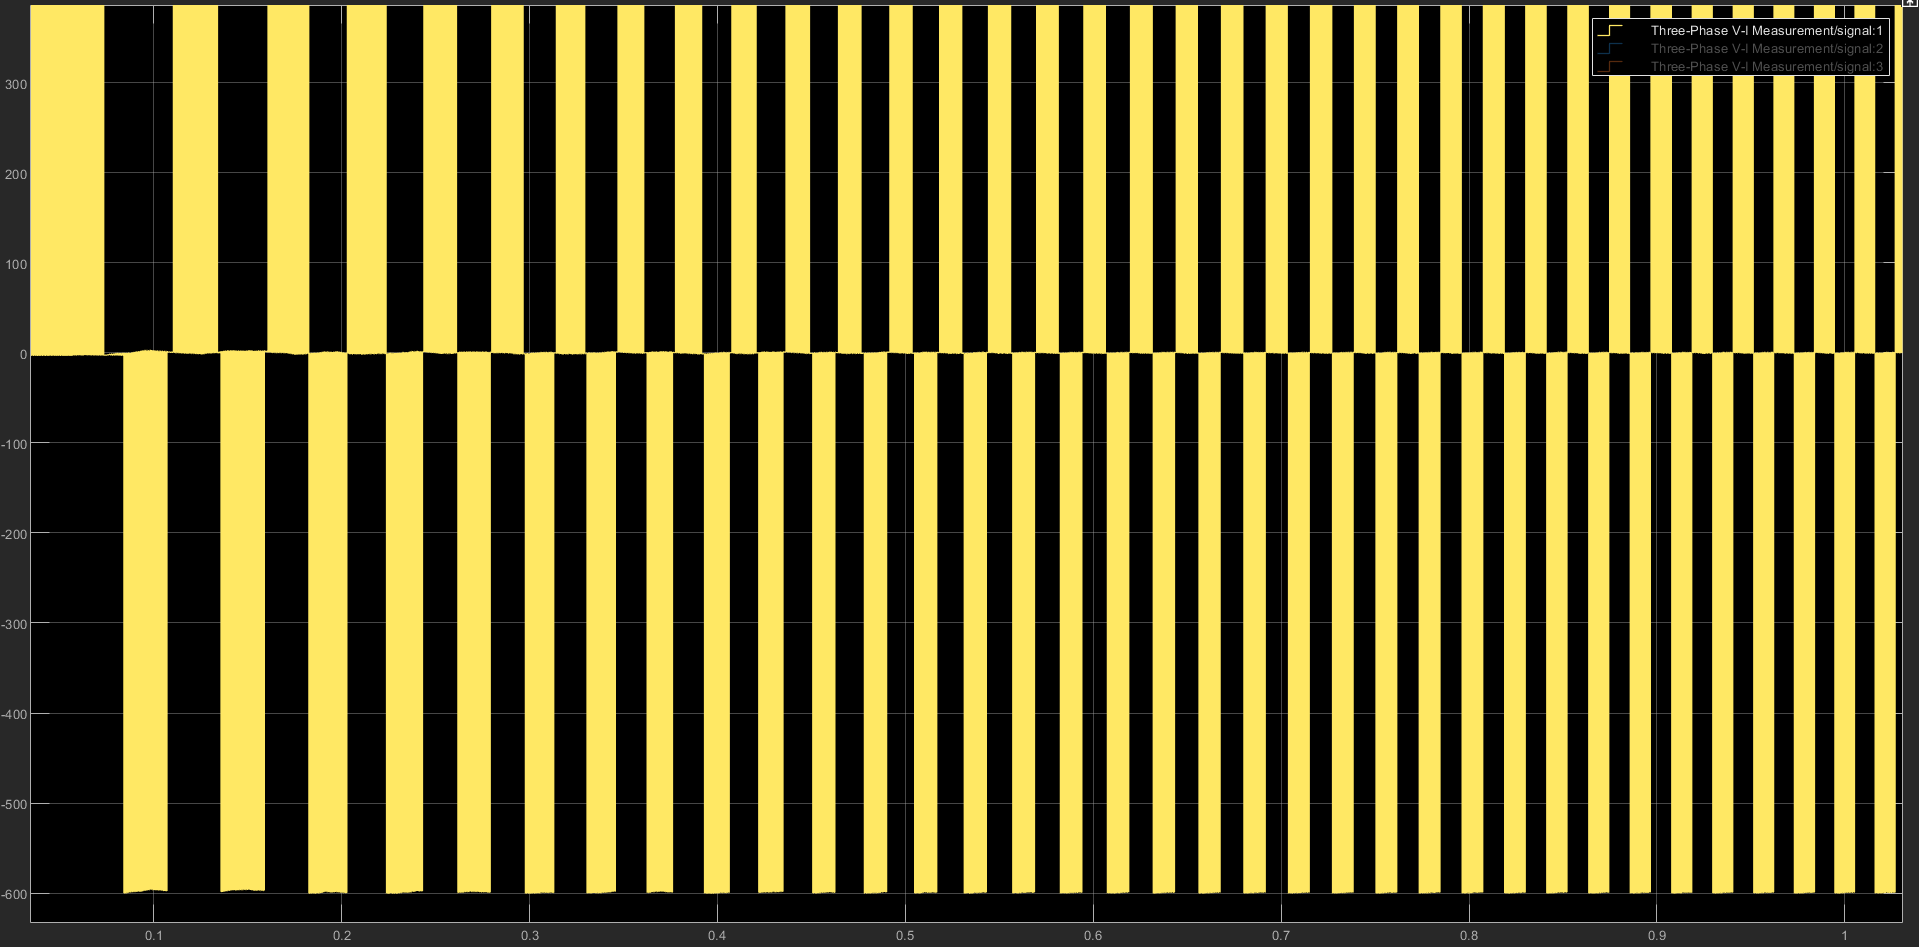 Three-Phase V-I Measurement/signal:1
Three-Phase V-I Measurement/signal:2
Three-Phase V-I Measurement/signal:3
300
200
100
0
-100
-200
-300
-400
-500
-600
0.1 0.2 0.3 0.4 0.5 0.6 0.7 0.8 0.9 1